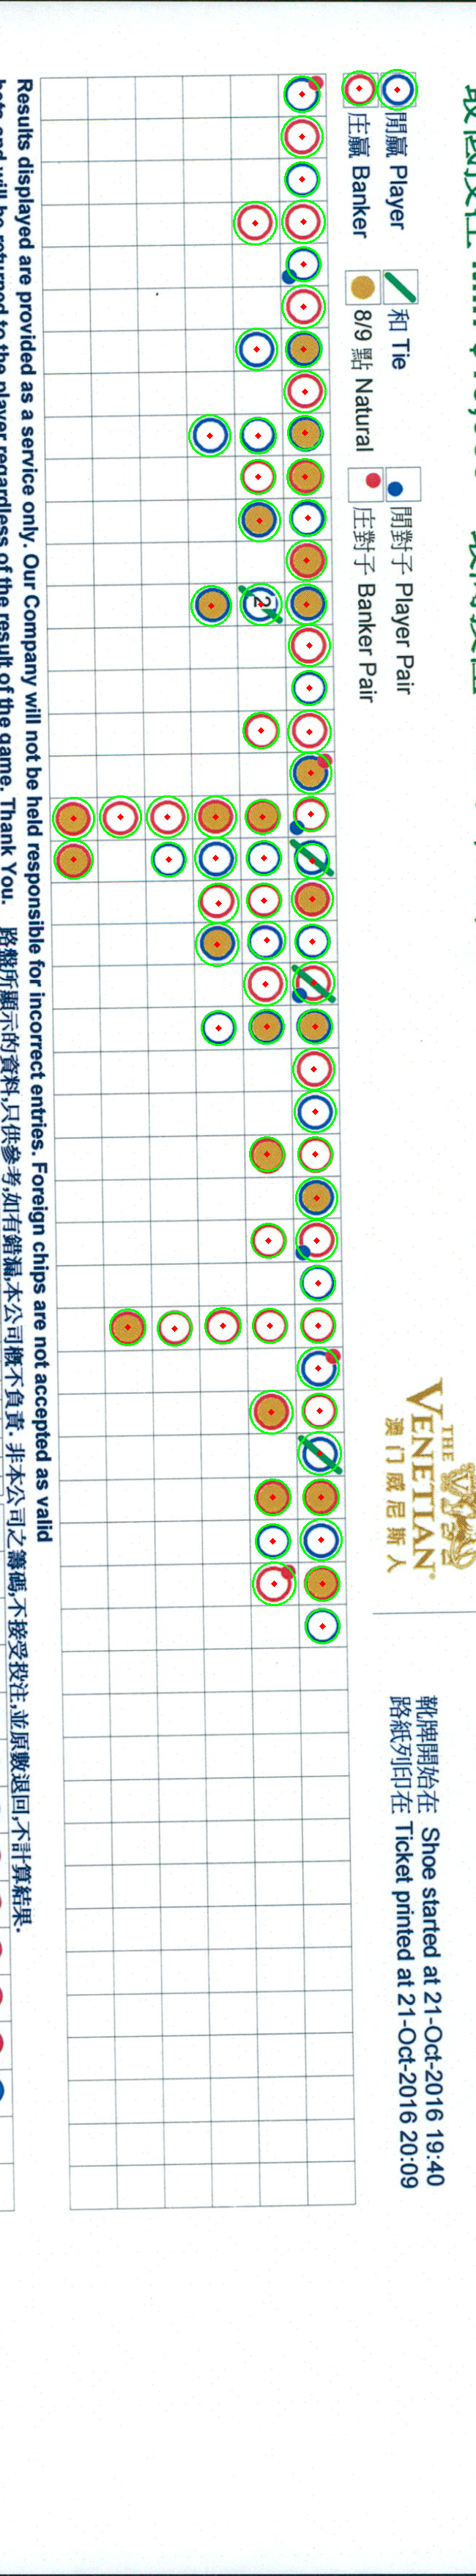 閒贏 Player
和 Tie
閒對子 Player Pair
庄贏 Banker
8/9 點 Natural
庄對子 Banker Pair
THE
VENETIAN
澳门威尼斯人
靴牌開始在 Shoe started at 21-Oct-2016 19:40
路紙列印在 Ticket printed at 21-Oct-2016 20:09
2
Results displayed are provided as a service only. Our Company will not be held responsible for incorrect entries. Foreign chips are not accepted as valid
bets and will be returned to the player regardless of the result of the game. Thank You. 路盤所顯示的資料,只供參考,如有錯漏,本公司概不負責. 非本公司之籌碼,不接受投注,並原數退回,不計算結果.